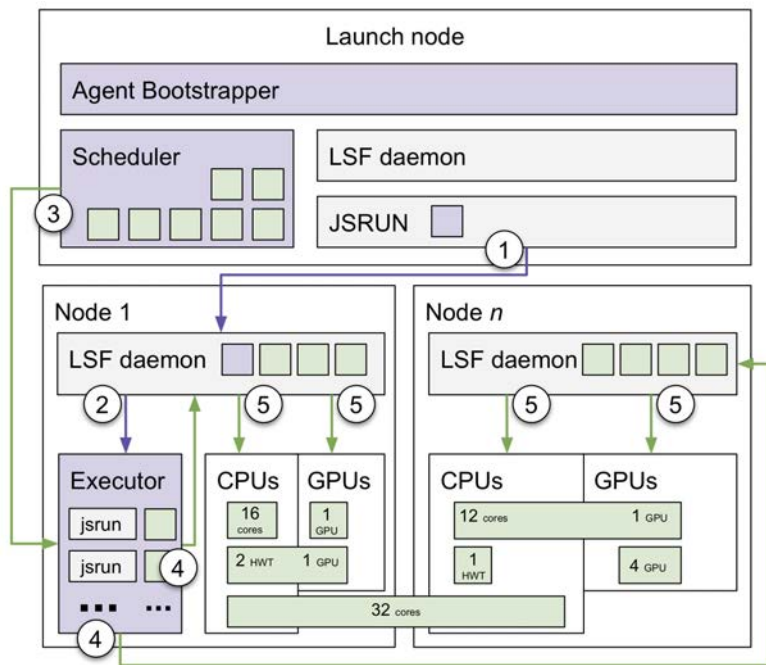 Launch node
Agent Bootstrapper
Scheduler
LSF daemon
JSRUN
3
1
Node 1
LSF daemon
2
5
5
Executor
jsrun
jsrun
4
...
...
4
CPUs
GPUs
16 cores
1 GPU
2 HWT 1 GPU
32 cores
Node n
LSF daemon
5
5
CPUs
GPUs
12 cores 1 GPU
1 HWT
4 GPU